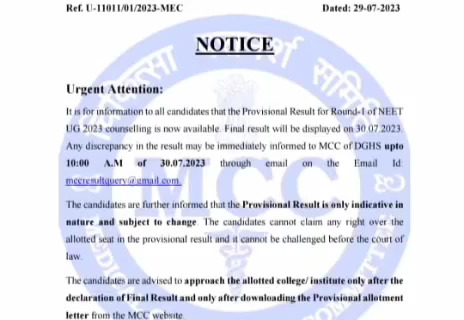 Ref. U-11011/01/2023-MEC Dated: 29-07-2023
NOTICE
Urgent Attention:
It is for information to all candidates that the Provisional Result for Round-1 of NEET
UG 2023 counselling is now available. Final result will be displayed on 30.07.2023.
Any discrepancy in the result may be immediately informed to MCC of DGHS upto
10:00 A.M of 30.07.2023 through email on the Email Id:
mccresultquery@gmail.com.
The candidates are further informed that the Provisional Result is only indicative in
nature and subject to change. The candidates cannot claim any right over the
allotted seat in the provisional result and it cannot be challenged before the court of
law.
The candidates are advised to approach the allotted college/ institute only after the
declaration of Final Result and only after downloading the Provisional allotment
letter from the MCC website.
MCC